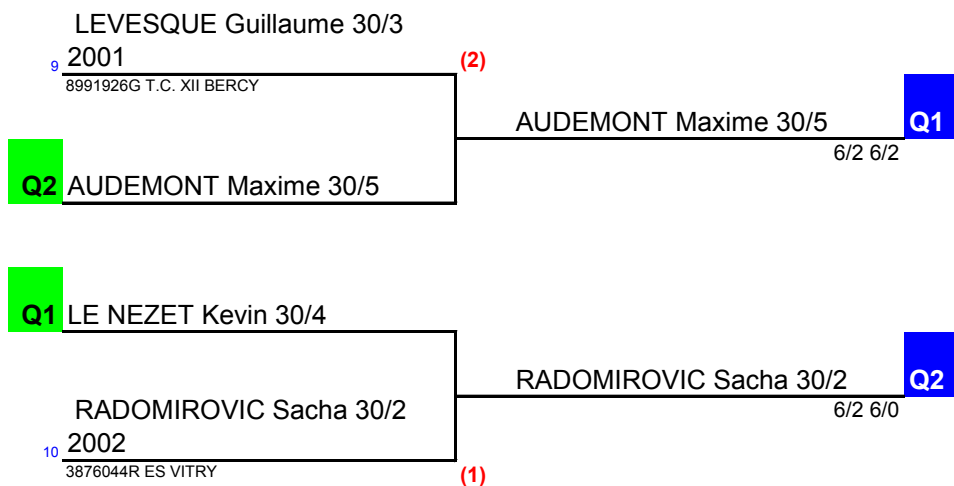 LEVESQUE Guillaume 30/3
9 2001 (2)
8991926G T.C. XII BERCY
AUDEMONT Maxime 30/5 Q1
6/2 6/2
Q2 AUDEMONT Maxime 30/5
Q1 LE NEZET Kevin 30/4
RADOMIROVIC Sacha 30/2 Q2
6/2 6/0
RADOMIROVIC Sacha 30/2
10 2002
3876044R ES VITRY (1)